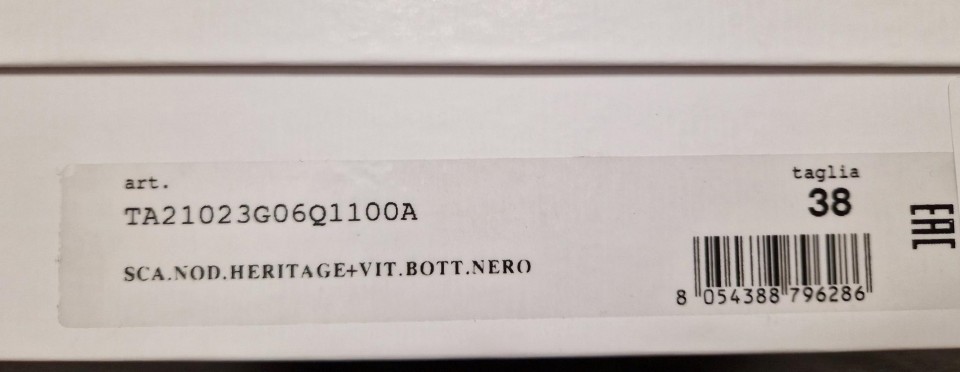 art.
TA21023G06Q1100A
SCA.NOD.HERITAGE+VIT.BOTT.NERO
taglia
38
8 054388 796286
EAC